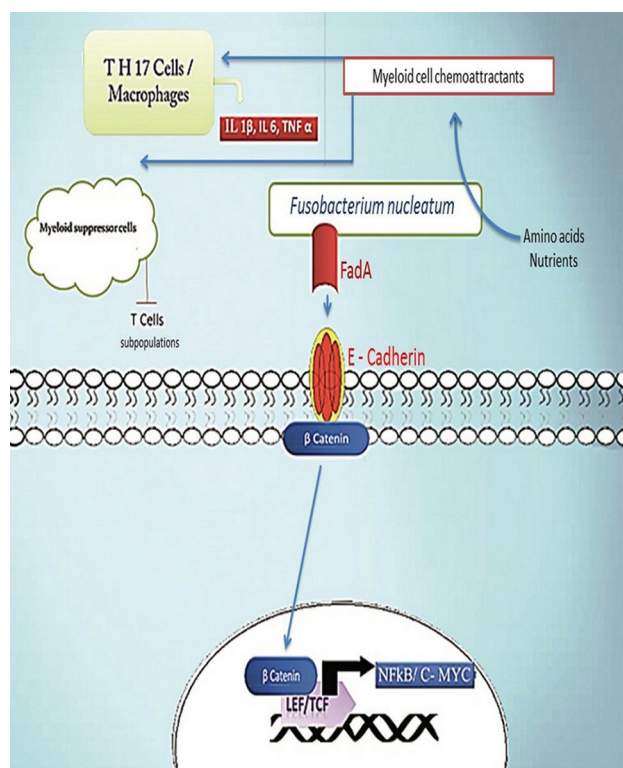 T H 17 Cells /
Macrophages
Myeloid cell chemoattractants
IL 1β, IL 6, TNF α
Fusobacterium nucleatum
Myeloid suppressor cells
Amino acids
Nutrients
FadA
T Cells
subpopulations
E - Cadherin
β Catenin
β Catenin
NFkB/ C- MYC
LEF/TCF